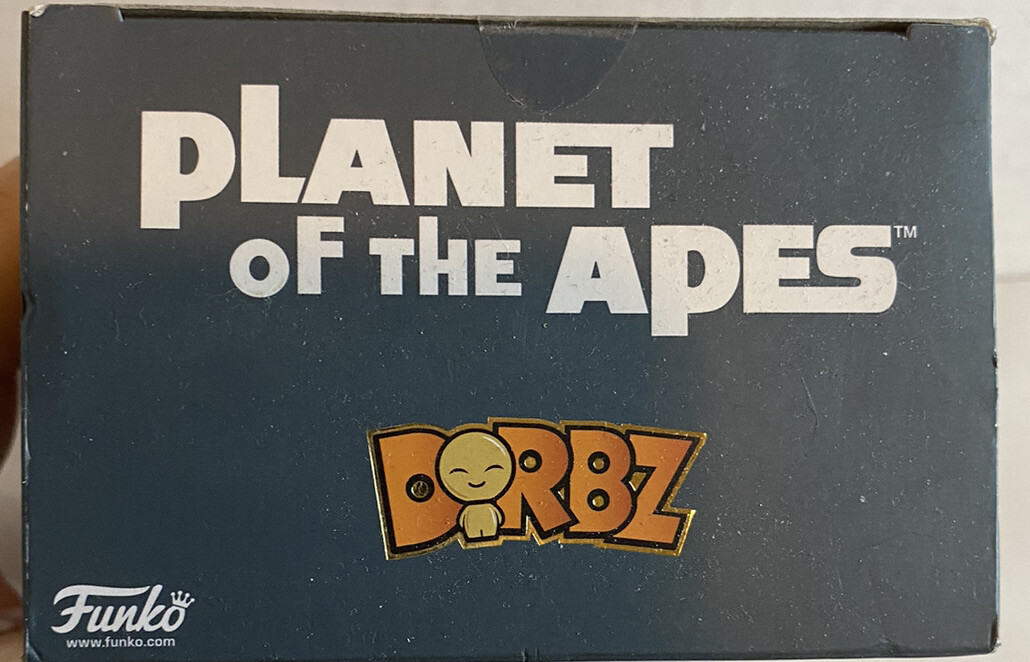 PLANET
OF THE APES™
DORBZ
Funko
www.funko.com